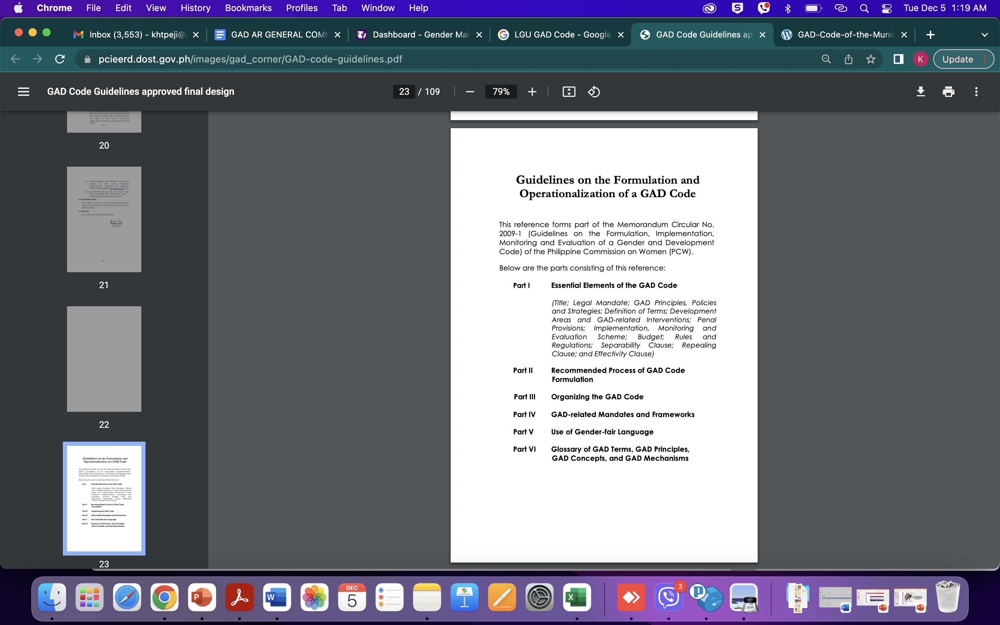 Chrome File Edit View History Bookmarks Profiles Tab Window Help Tue Dec 5 1:19 AM
Inbox (3,553) - khtpeji@ GAD AR GENERAL COM Dashboard - Gender Mai LGU GAD Code - Google GAD Code Guidelines ap GAD-Code-of-the-Munic
pcieerd.dost.gov.ph/images/gad_corner/GAD-code-guidelines.pdf K Update
GAD Code Guidelines approved final design 23 / 109 79%
20
21
22
23
Guidelines on the Formulation and
Operationalization of a GAD Code
This reference forms part of the Memorandum Circular No.
2009-1 (Guidelines on the Formulation, Implementation,
Monitoring and Evaluation of a Gender and Development
Code) of the Philippine Commission on Women (PCW).
Below are the parts consisting of this reference:
Part I Essential Elements of the GAD Code
(Title; Legal Mandate; GAD Principles, Policies
and Strategies; Definition of Terms; Development
Areas and GAD-related Interventions; Penal
Provisions; Implementation, Monitoring and
Evaluation Scheme; Budget; Rules and
Regulations; Separability Clause; Repealing
Clause; and Effectivity Clause)
Part II Recommended Process of GAD Code
Formulation
Part III Organizing the GAD Code
Part IV GAD-related Mandates and Frameworks
Part V Use of Gender-fair Language
Part VI Glossary of GAD Terms, GAD Principles,
GAD Concepts, and GAD Mechanisms
DEC
5
3